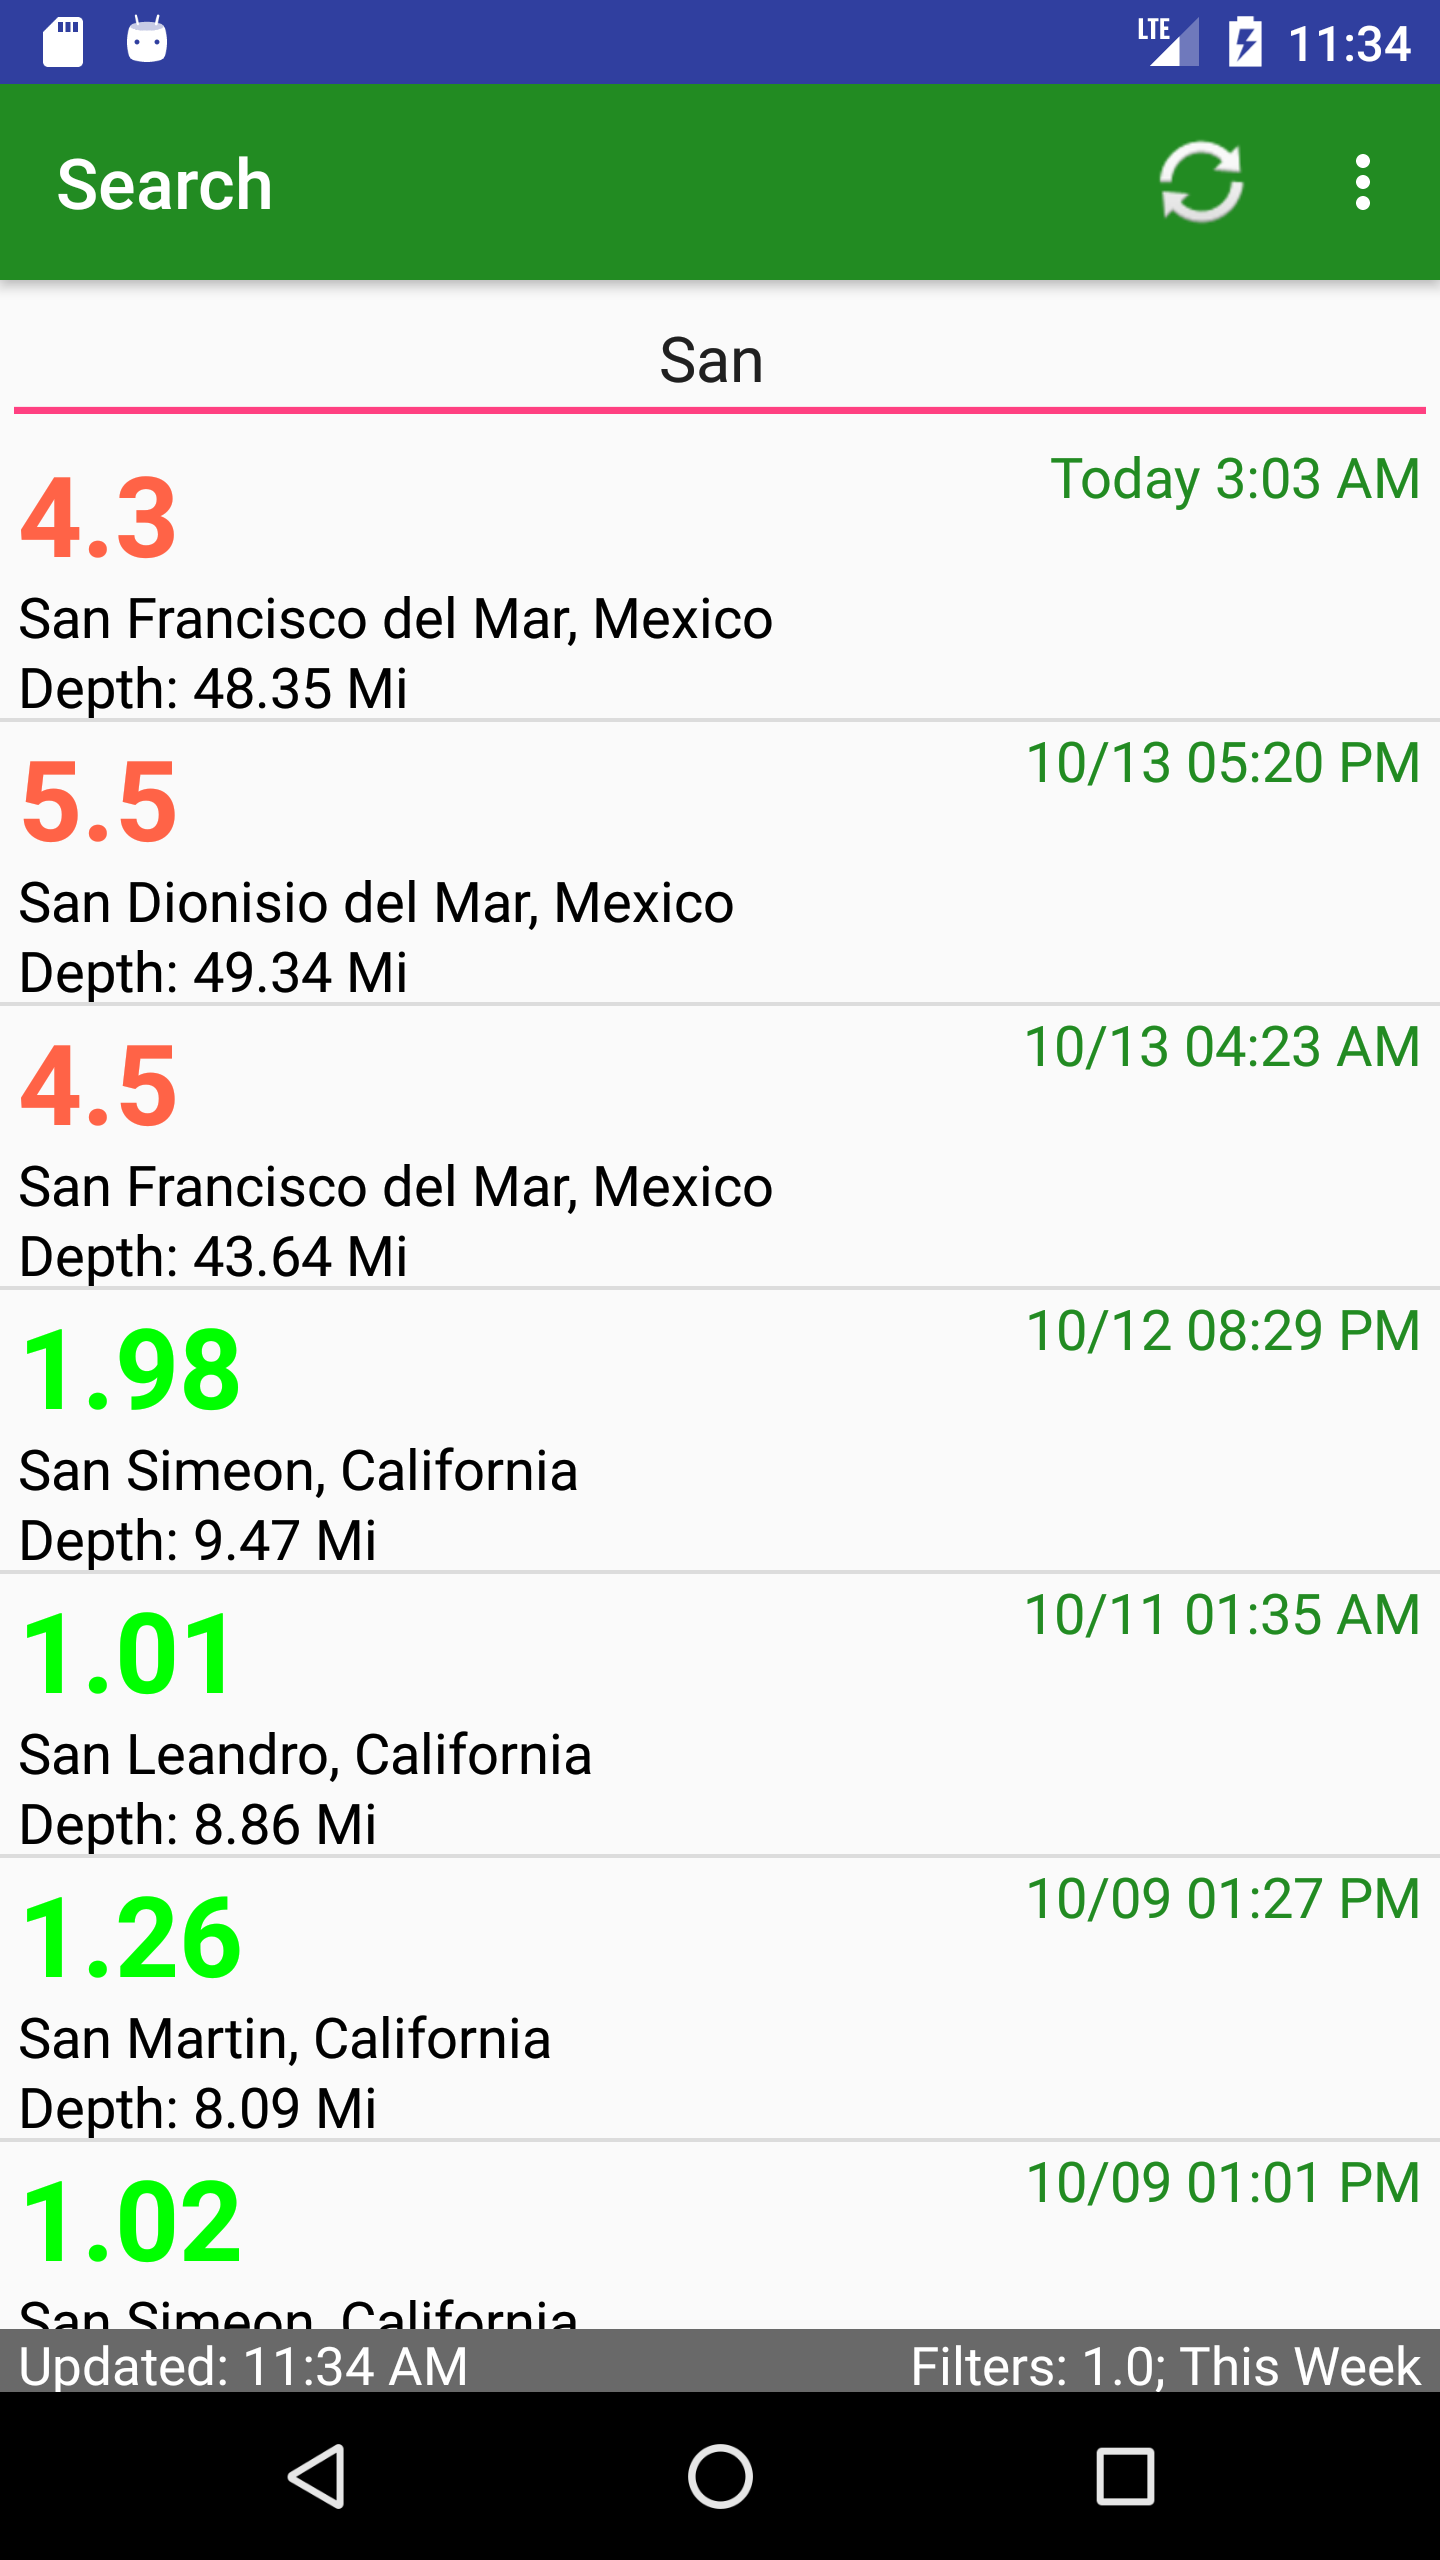 LTE 11:34
Search
San
4.3
Today 3:03 AM
San Francisco del Mar, Mexico
Depth: 48.35 Mi
5.5
10/13 05:20 PM
San Dionisio del Mar, Mexico
Depth: 49.34 Mi
4.5
10/13 04:23 AM
San Francisco del Mar, Mexico
Depth: 43.64 Mi
1.98
10/12 08:29 PM
San Simeon, California
Depth: 9.47 Mi
1.01
10/11 01:35 AM
San Leandro, California
Depth: 8.86 Mi
1.26
10/09 01:27 PM
San Martin, California
Depth: 8.09 Mi
1.02
10/09 01:01 PM
San Simeon, California
Updated: 11:34 AM
Filters: 1.0; This Week